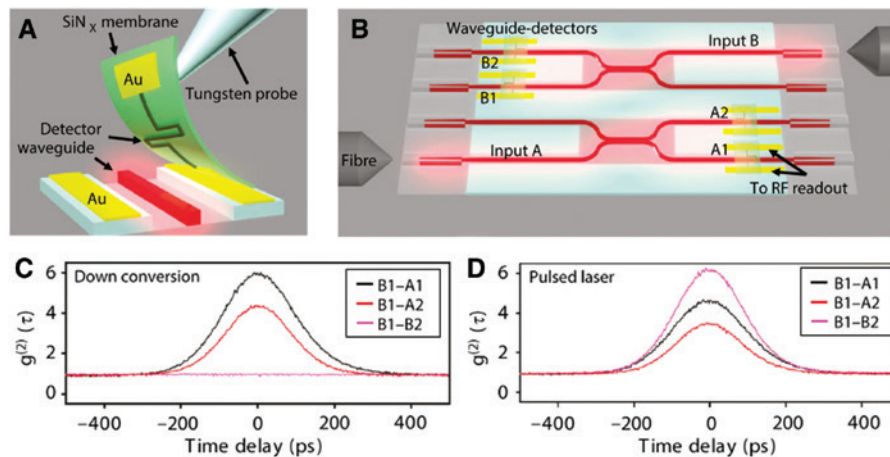 A
SiN X membrane
Au
Tungsten probe
Detector
waveguide
Au
B
Waveguide–detectors
Input B
B2
B1
A2
Fibre
Input A
A1
To RF readout
C
Down conversion
B1–A1
B1–A2
B1–B2
g(2) (τ)
6
4
2
0
−400
−200
0
200
400
Time delay (ps)
D
Pulsed laser
B1–A1
B1–A2
B1–B2
g(2) (τ)
6
4
2
0
−400
−200
0
200
400
Time delay (ps)